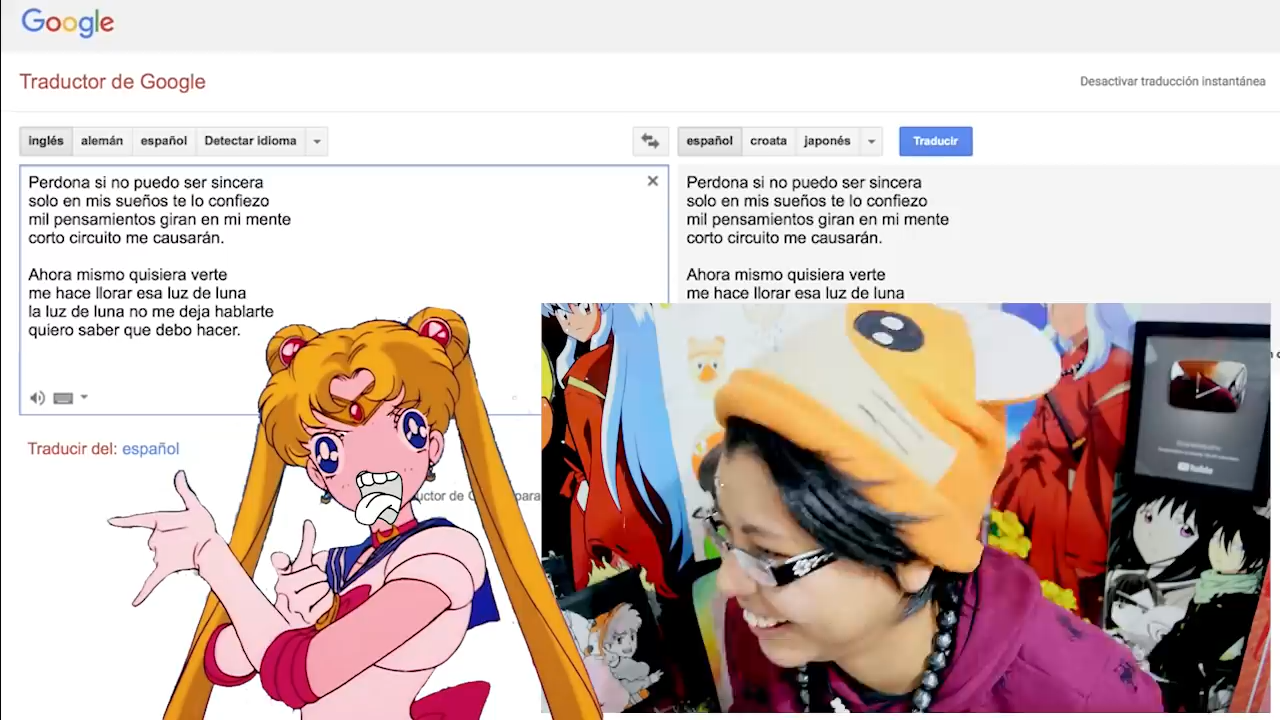 Google
Traductor de Google
Desactivar traducción instantánea
inglés alemán español Detectar idioma
español croata japonés Traducir
Perdona si no puedo ser sincera
solo en mis sueños te lo confiezo
mil pensamientos giran en mi mente
corto circuito me causarán.
Ahora mismo quisiera verte
me hace llorar esa luz de luna
la luz de luna no me deja hablarte
quiero saber que debo hacer.
Perdona si no puedo ser sincera
solo en mis sueños te lo confiezo
mil pensamientos giran en mi mente
corto circuito me causarán.
Ahora mismo quisiera verte
me hace llorar esa luz de luna
Traducir del: español
uctor de G para
YouTube